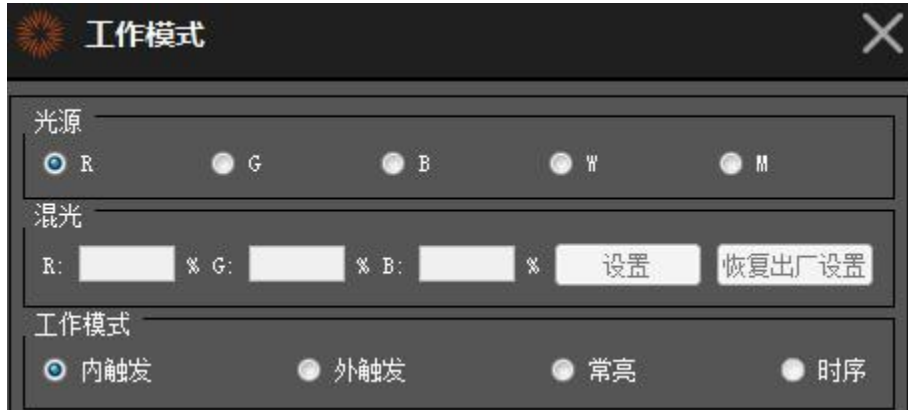 工作模式
光源
R G B W M
混光
R: % G: % B: % 设置 恢复出厂设置
工作模式
内触发 外触发 常亮 时序